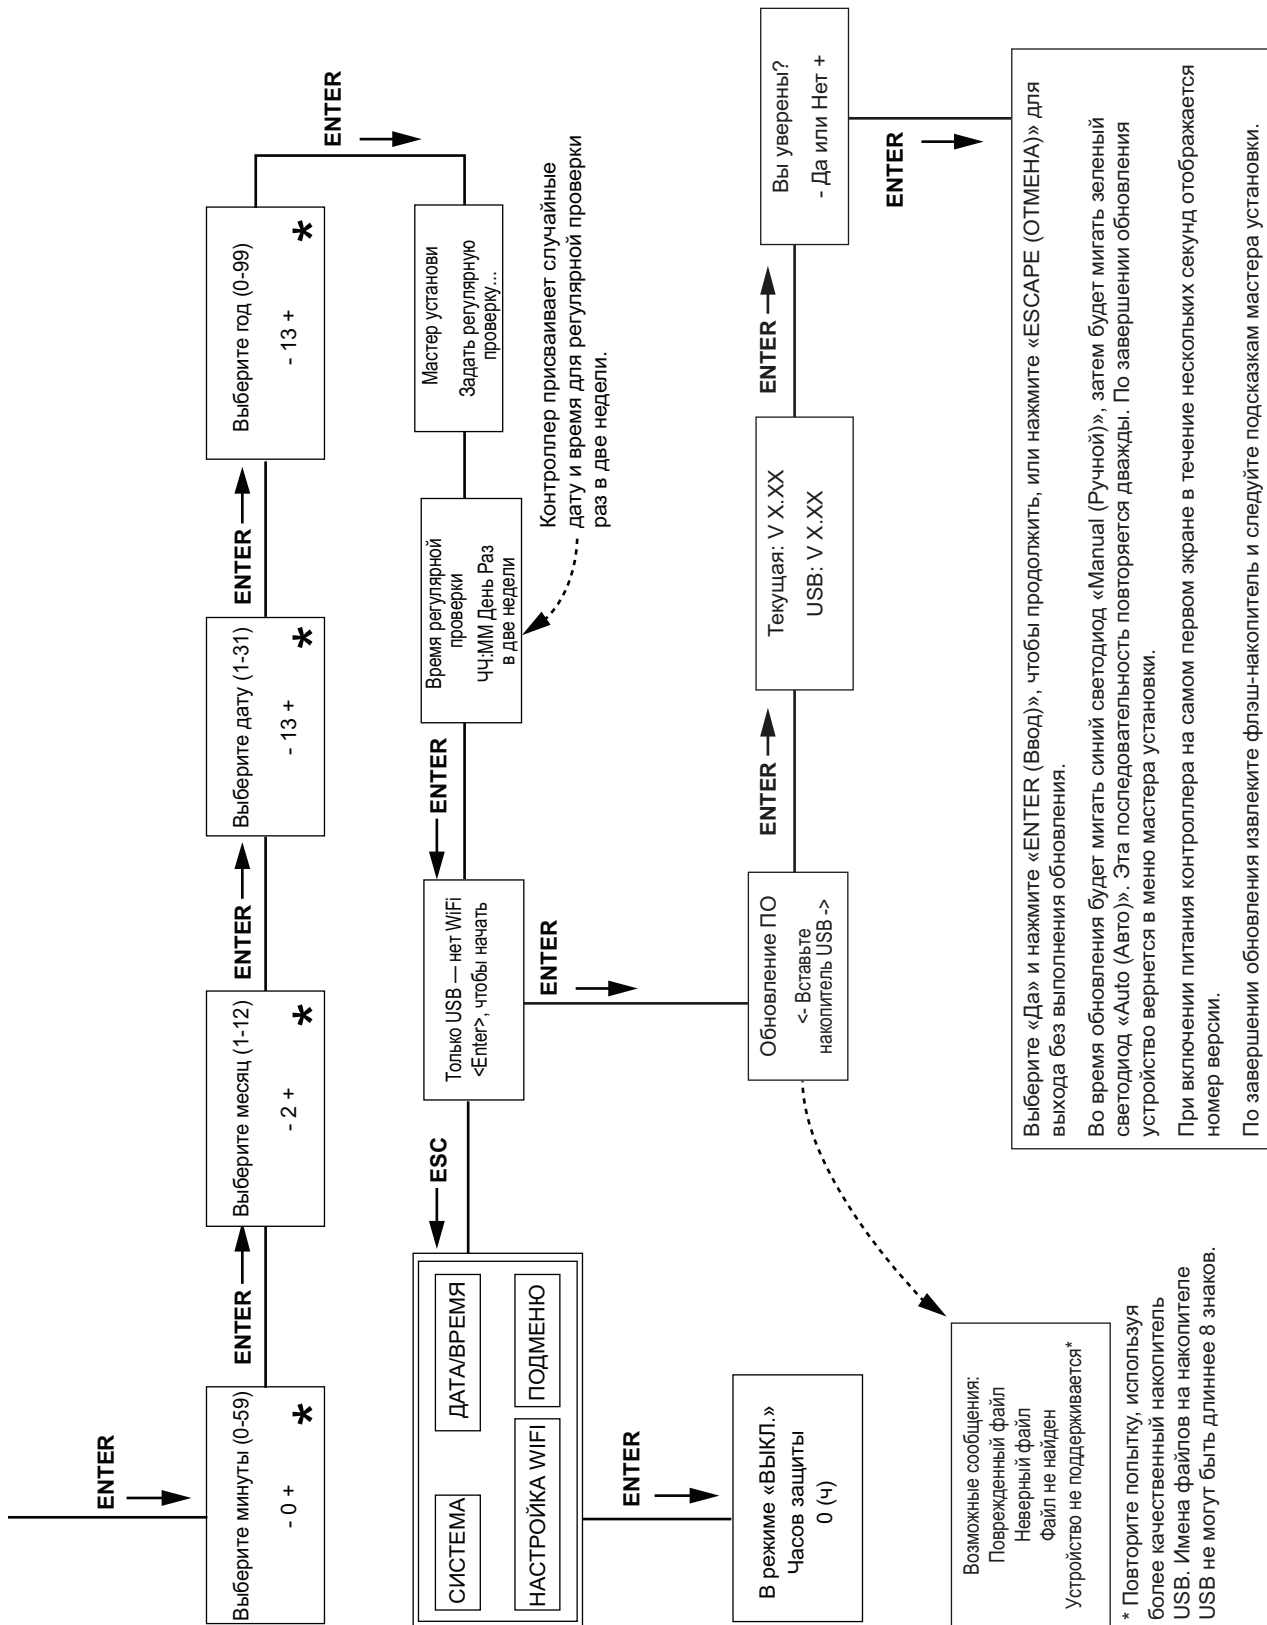 ENTER
Выберите минуты (0-59)
- 0 +
*
ENTER
Выберите месяц (1-12)
- 2 +
*
ENTER
Выберите дату (1-31)
- 13 +
*
ENTER
Выберите год (0-99)
- 13 +
*
ENTER
Мастер установи
Задать регулярную
проверку...
Время регулярной
проверки
ЧЧ:ММ День Раз
в две недели
Контроллер присваивает случайные
дату и время для регулярной проверки
раз в две недели.
ENTER
Только USB — нет WiFi
<Enter>, чтобы начать
ESC
СИСТЕМА
ДАТА/ВРЕМЯ
НАСТРОЙКА WIFI
ПОДМЕНЮ
ENTER
В режиме «ВЫКЛ.»
Часов защиты
0 (ч)
ENTER
Обновление ПО
<- Вставьте
накопитель USB ->
ENTER
Текущая: V X.XX
USB: V X.XX
ENTER
Вы уверены?
- Да или Нет +
ENTER
Возможные сообщения:
Поврежденный файл
Неверный файл
Файл не найден
Устройство не поддерживается*
* Повторите попытку, используя
более качественный накопитель
USB. Имена файлов на накопителе
USB не могут быть длиннее 8 знаков.
Выберите «Да» и нажмите «ENTER (Ввод)», чтобы продолжить, или нажмите «ESCAPE (ОТМЕНА)» для
выхода без выполнения обновления.
Во время обновления будет мигать синий светодиод «Manual (Ручной)», затем будет мигать зеленый
светодиод «Auto (Авто)». Эта последовательность повторяется дважды. По завершении обновления
устройство вернется в меню мастера установки.
При включении питания контроллера на самом первом экране в течение нескольких секунд отображается
номер версии.
По завершении обновления извлеките флэш-накопитель и следуйте подсказкам мастера установки.